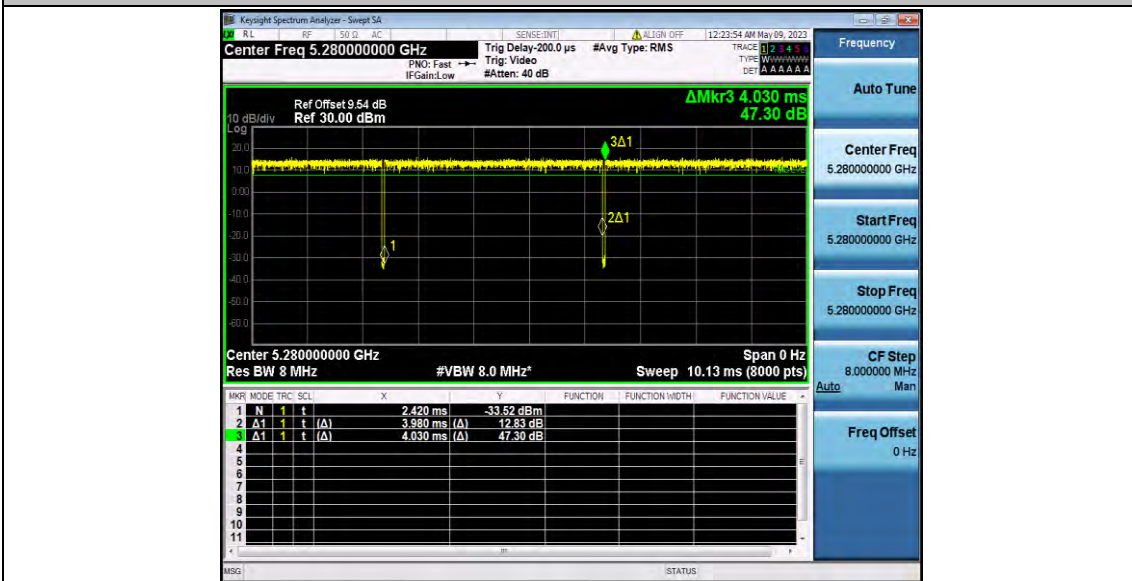 Keysight Spectrum Analyzer - Swept SA
RL RF 50 Ω AC SENSE:INT ALIGN OFF 12:23:54 AM May 09, 2023
Center Freq 5.280000000 GHz
PNO: Fast
IFGain:Low
Trig Delay-200.0 µs
Trig: Video
#Atten: 40 dB
#Avg Type: RMS
TRACE 1 2 3 4 5 6
TYPE
DET A A A A A A
Frequency
Auto Tune
Center Freq
5.280000000 GHz
Start Freq
5.280000000 GHz
Stop Freq
5.280000000 GHz
CF Step
8.000000 MHz
Auto Man
Freq Offset
0 Hz
ΔMkr3 4.030 ms
47.30 dB
Ref Offset 9.54 dB
10 dB/div Ref 30.00 dBm
Log
20.0
10.0
0.00
-10.0
-20.0
-30.0
-40.0
-50.0
-60.0
3Δ1
2Δ1
1
Center 5.280000000 GHz Span 0 Hz
Res BW 8 MHz #VBW 8.0 MHz* Sweep 10.13 ms (8000 pts)
MKR MODE TRC SCL X Y FUNCTION FUNCTION WIDTH FUNCTION VALUE
1 N 1 t 2.420 ms -33.52 dBm
2 Δ1 1 t (Δ) 3.980 ms (Δ) 12.83 dB
3 Δ1 1 t (Δ) 4.030 ms (Δ) 47.30 dB
4
5
6
7
8
9
10
11
MSG STATUS